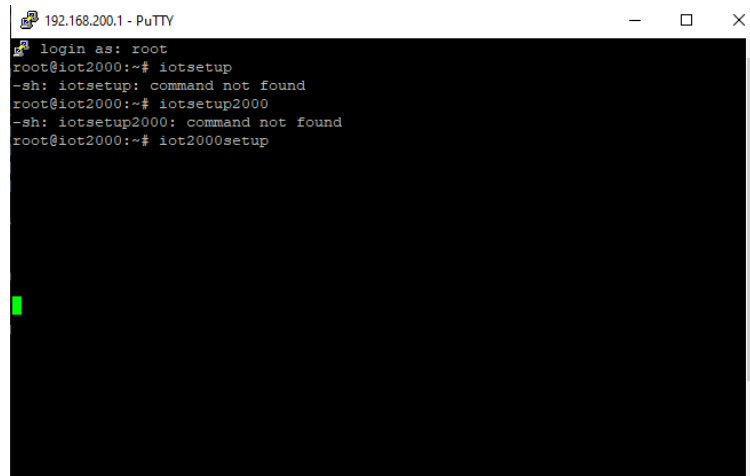 192.168.200.1 - PuTTY
login as: root
root@iot2000:~# iotsetup
-sh: iotsetup: command not found
root@iot2000:~# iotsetup2000
-sh: iotsetup2000: command not found
root@iot2000:~# iot2000setup